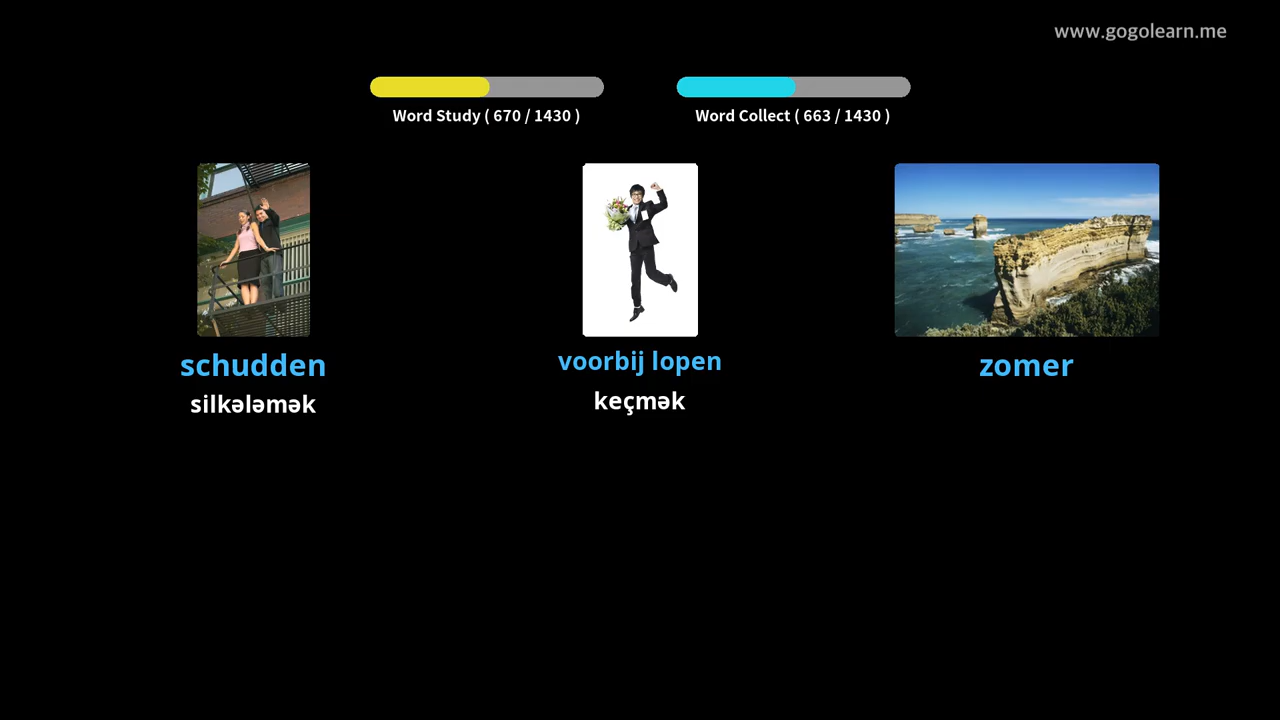 www.gogolearn.me
Word Study ( 670 / 1430 )
Word Collect ( 663 / 1430 )
schudden
silkələmək
voorbij lopen
keçmək
zomer